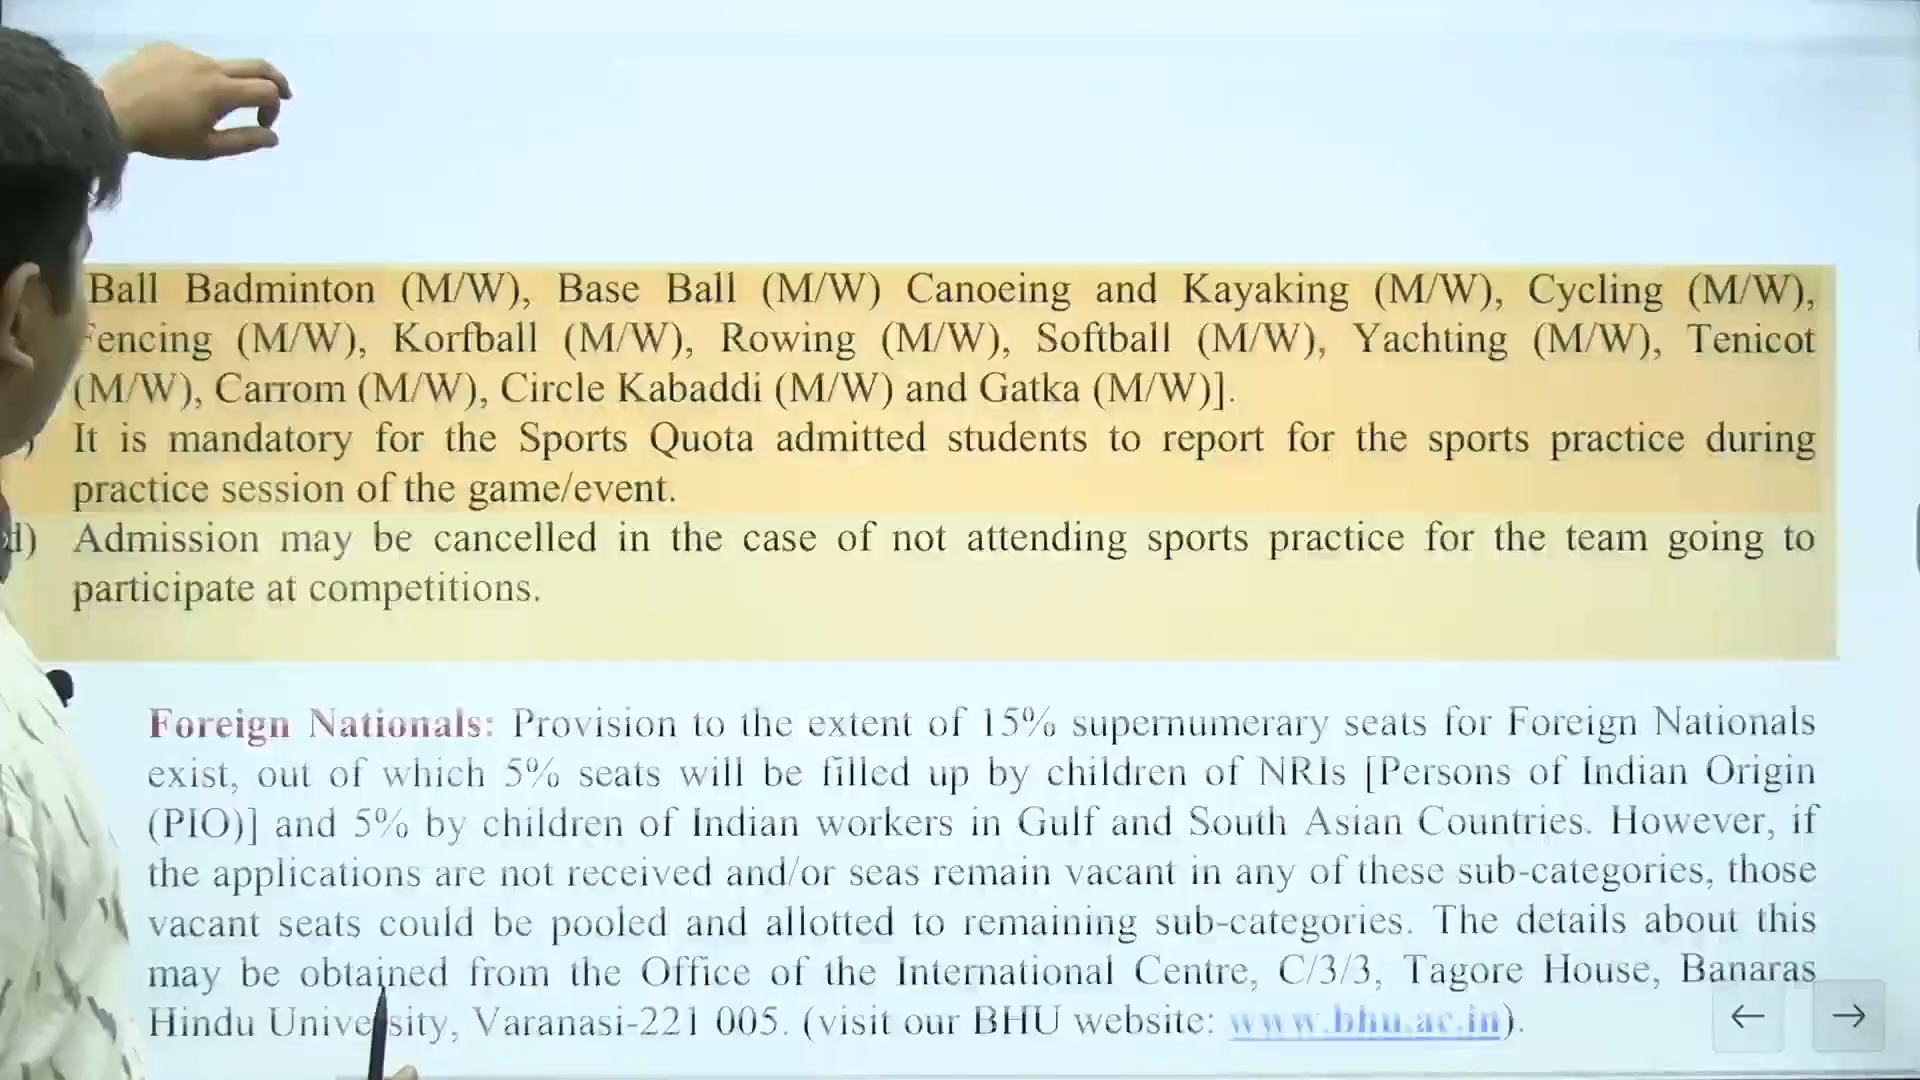 Ball Badminton (M/W), Base Ball (M/W) Canoeing and Kayaking (M/W), Cycling (M/W),
encing (M/W), Korfball (M/W), Rowing (M/W), Softball (M/W), Yachting (M/W), Tenicot
(M/W), Carrom (M/W), Circle Kabaddi (M/W) and Gatka (M/W)].
) It is mandatory for the Sports Quota admitted students to report for the sports practice during
practice session of the game/event.
d) Admission may be cancelled in the case of not attending sports practice for the team going to
participate at competitions.
Foreign Nationals: Provision to the extent of 15% supernumerary seats for Foreign Nationals
exist, out of which 5% seats will be filled up by children of NRIs [Persons of Indian Origin
(PIO)] and 5% by children of Indian workers in Gulf and South Asian Countries. However, if
the applications are not received and/or seas remain vacant in any of these sub-categories, those
vacant seats could be pooled and allotted to remaining sub-categories. The details about this
may be obtained from the Office of the International Centre, C/3/3, Tagore House, Banaras
Hindu University, Varanasi-221 005. (visit our BHU website: www.bhu.ac.in).